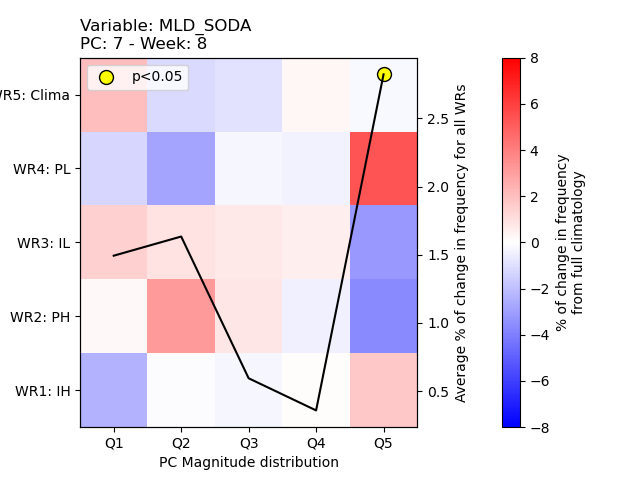 Variable: MLD_SODA
PC: 7 - Week: 8
p<0.05
WR5: Clima
WR4: PL
WR3: IL
WR2: PH
WR1: IH
Q1 Q2 Q3 Q4 Q5
PC Magnitude distribution
2.5
2.0
1.5
1.0
0.5
Average % of change in frequency for all WRs
8
6
4
2
0
−2
−4
−6
−8
% of change in frequency
from full climatology